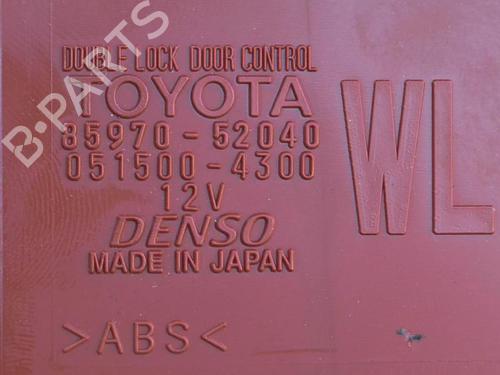 DOUBLE LOCK DOOR CONTROL
TOYOTA
85970-52040
051500-4300
12V
DENSO
MADE IN JAPAN
>ABS<
WL
B-PARTS